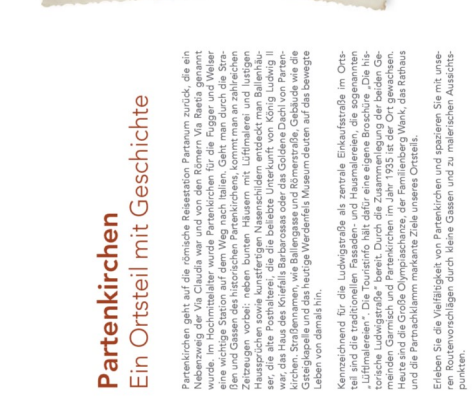 Partenkirchen
Ein Ortsteil mit Geschichte
Partenkirchen geht auf die römische Reisestation Partanum zurück, die ein
Nebenzweig der Via Claudia war und von den Römern Via Raetia genannt
wurde. Im Hochmittelalter wurde Partenkirchen für die Fugger und Welser
eine wichtige Station auf dem Weg nach Italien. Geht man durch die Stra-
ßen und Gassen des historischen Partenkirchens, kommt man an zahlreichen
Zeitzeugen vorbei: neben bunten Häusern mit Lüftlmalerei und lustigen
Haussprüchen sowie kunstfertigen Nasenschildern entdeckt man Ballenhäu-
ser, die alte Posthalterei, die die beliebte Unterkunft von König Ludwig II
war, das Haus des Kniefalls Barbarossas oder das Goldene Dachl von Parten-
kirchen. Straßennamen, wie Ballengasse und Römerstraße, Gebäude wie die
Gsteigkapelle und das heutige Werdenfels Museum deuten auf das bewegte
Leben von damals hin.
Kennzeichnend für die Ludwigstraße als zentrale Einkaufsstraße im Orts-
teil sind die traditionellen Fassaden- und Hausmalereien, die sogenannten
„Lüftlmalereien“. Die Touristinfo hält dafür eine eigene Broschüre „Die his-
torische Ludwigstraße“ bereit. Durch die Zusammenlegung der beiden Ge-
meinden Garmisch und Partenkirchen im Jahr 1935 ist der Ort gewachsen.
Heute sind die Große Olympiaschanze, der Familienberg Wank, das Rathaus
und die Partnachklamm markante Ziele unseres Ortsteils.
Erleben Sie die Vielfältigkeit von Partenkirchen und spazieren Sie mit unse-
ren Routenvorschlägen durch kleine Gassen und zu malerischen Aussichts-
punkten.